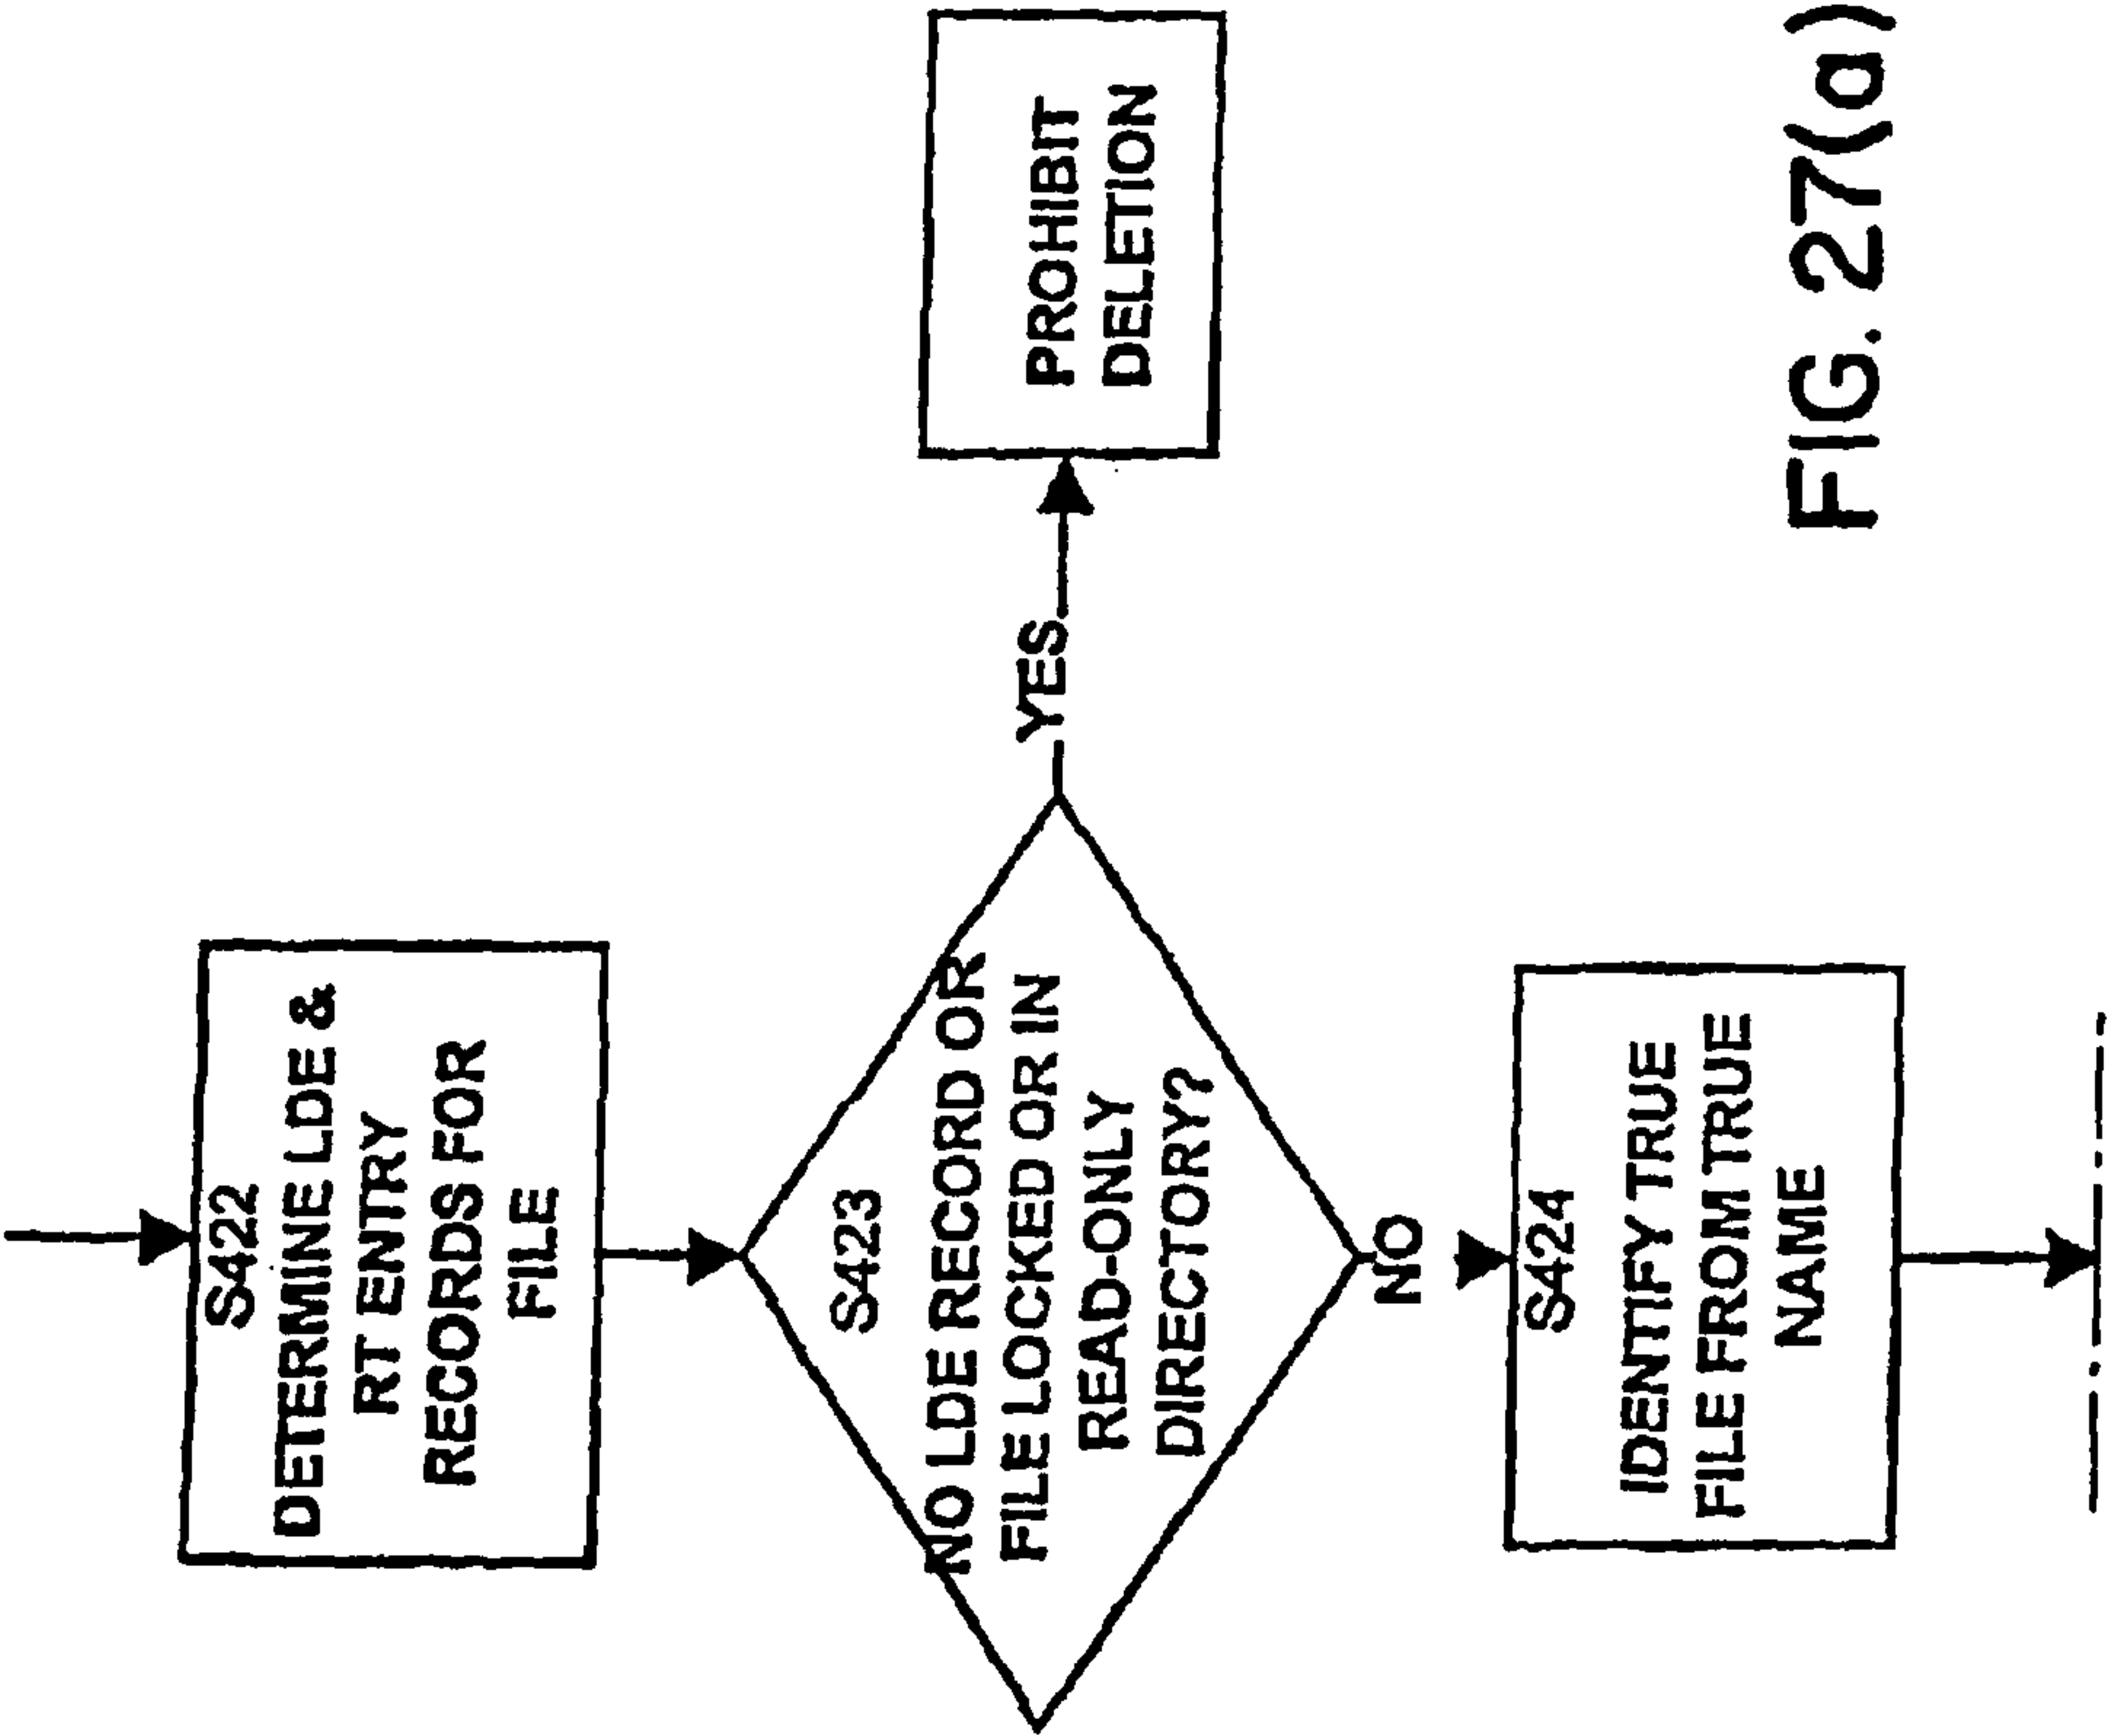 S422
DETERMINE LDE &
RT ENTRY
RECORDS FOR
FILE
S423
NO LDE RECORD OR
FILE LOCKED OR IN
READ-ONLY
DIRECTORY?
YES
PROHIBIT
DELETION
NO
S424
IDENTIFY TRUE
FILE FROM TRUE
NAME
FIG. 27(a)